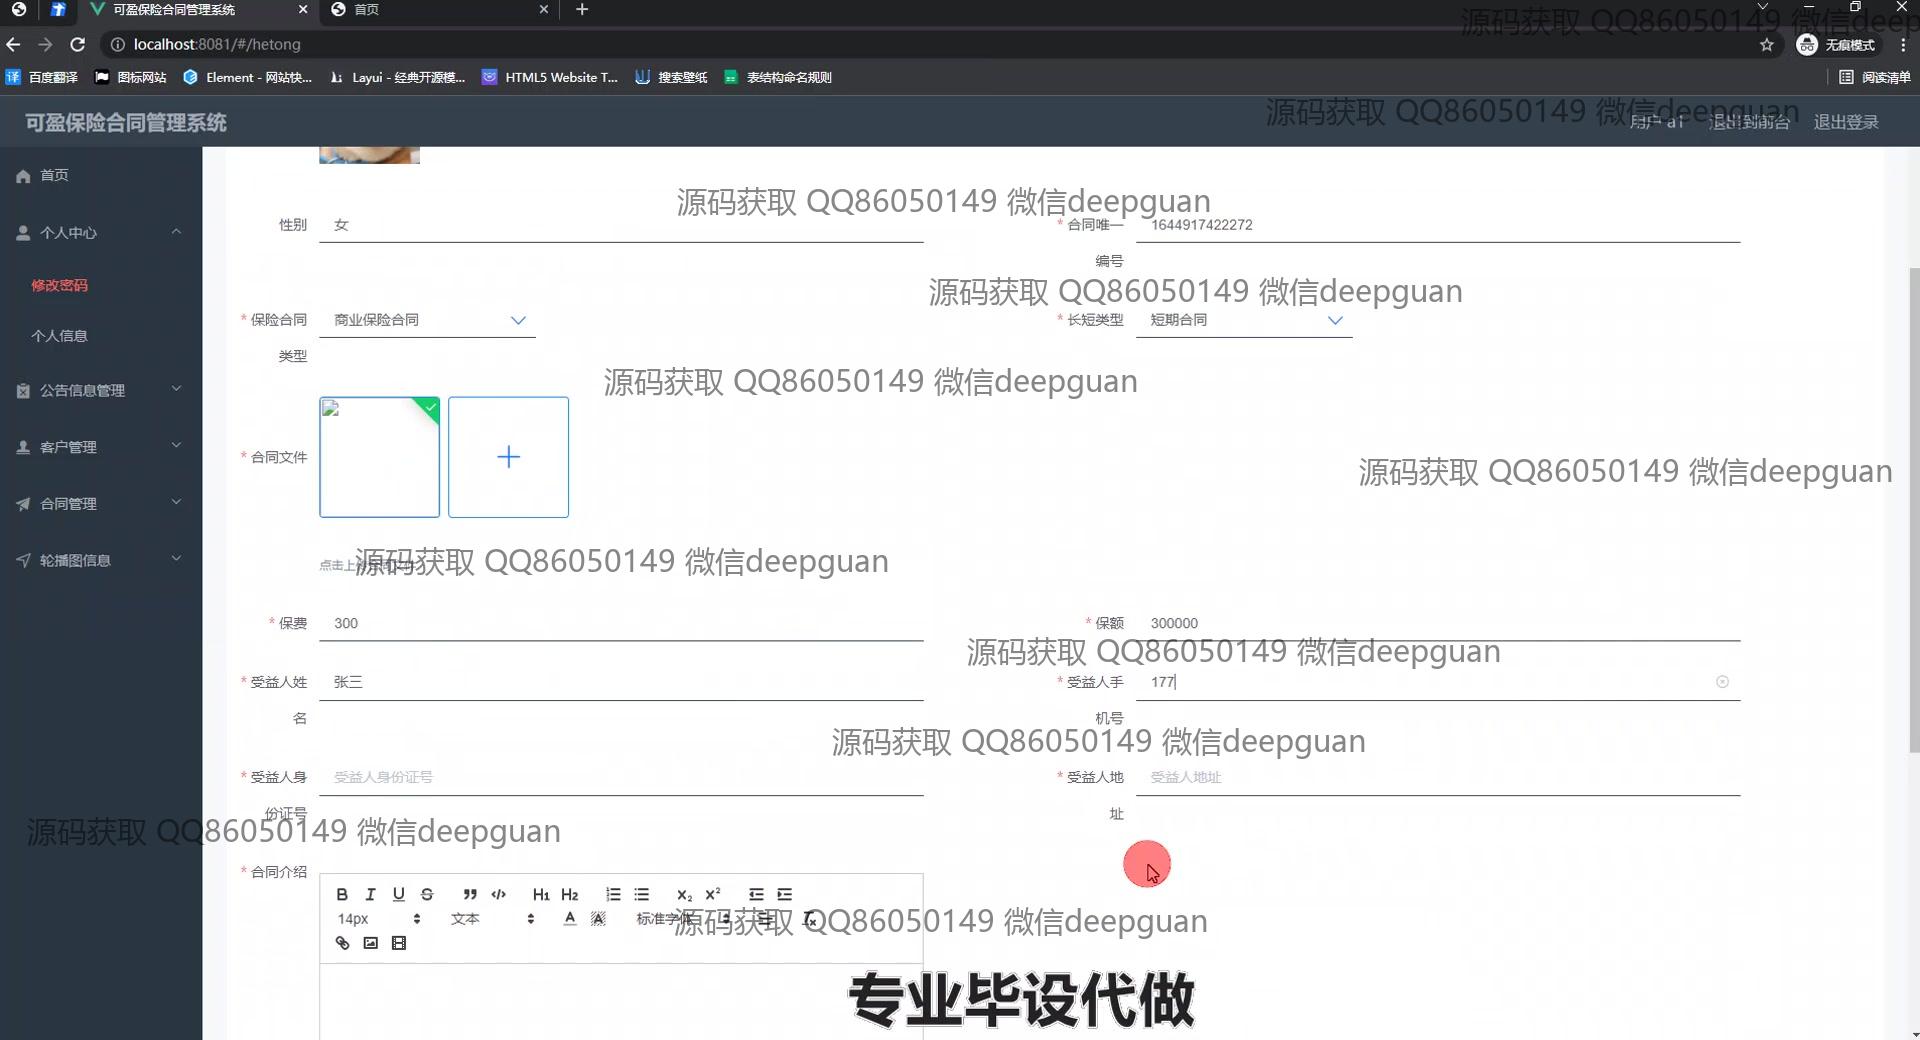 可盈保险合同管理系统
首页
localhost:8081/#/hetong
无痕模式
百度翻译
图标网站
Element - 网站快...
Layui - 经典开源模...
HTML5 Website T...
搜索壁纸
表结构命名规则
阅读清单
源码获取 QQ86050149 微信deep
可盈保险合同管理系统
源码获取 QQ86050149 微信deepguan
用户 a1
退出到前台
退出登录
首页
个人中心
修改密码
个人信息
公告信息管理
客户管理
合同管理
轮播图信息
源码获取 QQ86050149 微信deepguan
性别
女
* 合同唯一编号
1644917422272
源码获取 QQ86050149 微信deepguan
* 保险合同类型
商业保险合同
* 长短类型
短期合同
源码获取 QQ86050149 微信deepguan
* 合同文件
源码获取 QQ86050149 微信deepguan
点击上
源码获取 QQ86050149 微信deepguan
* 保费
300
* 保额
300000
源码获取 QQ86050149 微信deepguan
* 受益人姓名
张三
* 受益人手机号
177
源码获取 QQ86050149 微信deepguan
* 受益人身份证号
受益人身份证号
* 受益人地址
受益人地址
源码获取 QQ86050149 微信deepguan
* 合同介绍
B I U S H1 H2 X2 X2
14px
文本
标准字体
源码获取 QQ86050149 微信deepguan
专业毕设代做